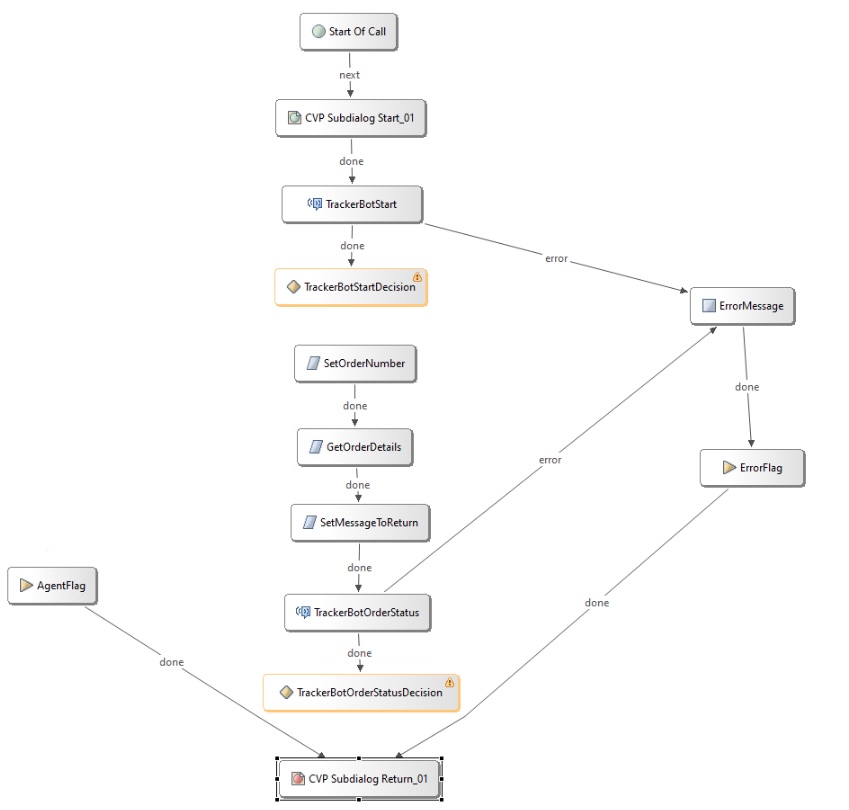 Start Of Call
next
CVP Subdialog Start_01
done
TrackerBotStart
done
error
TrackerBotStartDecision
ErrorMessage
SetOrderNumber
done
done
GetOrderDetails
error
ErrorFlag
done
SetMessageToReturn
done
AgentFlag
done
TrackerBotOrderStatus
done
done
TrackerBotOrderStatusDecision
CVP Subdialog Return_01